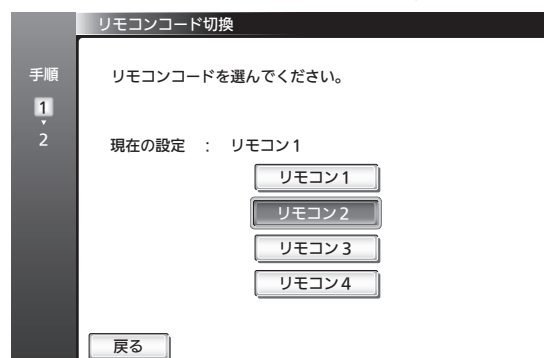 リモコンコード切換
手順
1
2
リモコンコードを選んでください。
現在の設定 : リモコン1
リモコン1
リモコン2
リモコン3
リモコン4
戻る